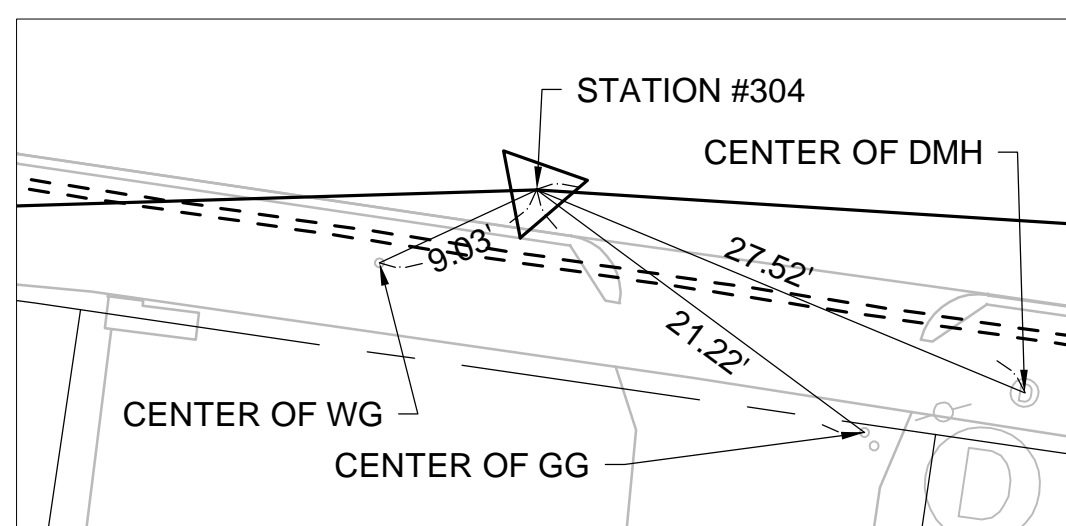 STATION #304
CENTER OF DMH
9.03'
27.52'
21.22'
CENTER OF WG
CENTER OF GG
D
D